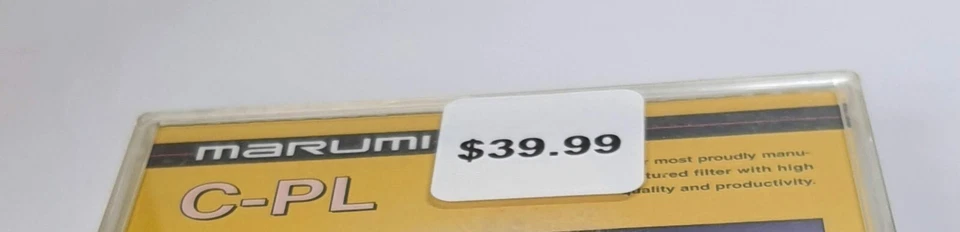 marumi
$39.99
C-PL
most proudly manu-
tured filter with high
ality and productivity.